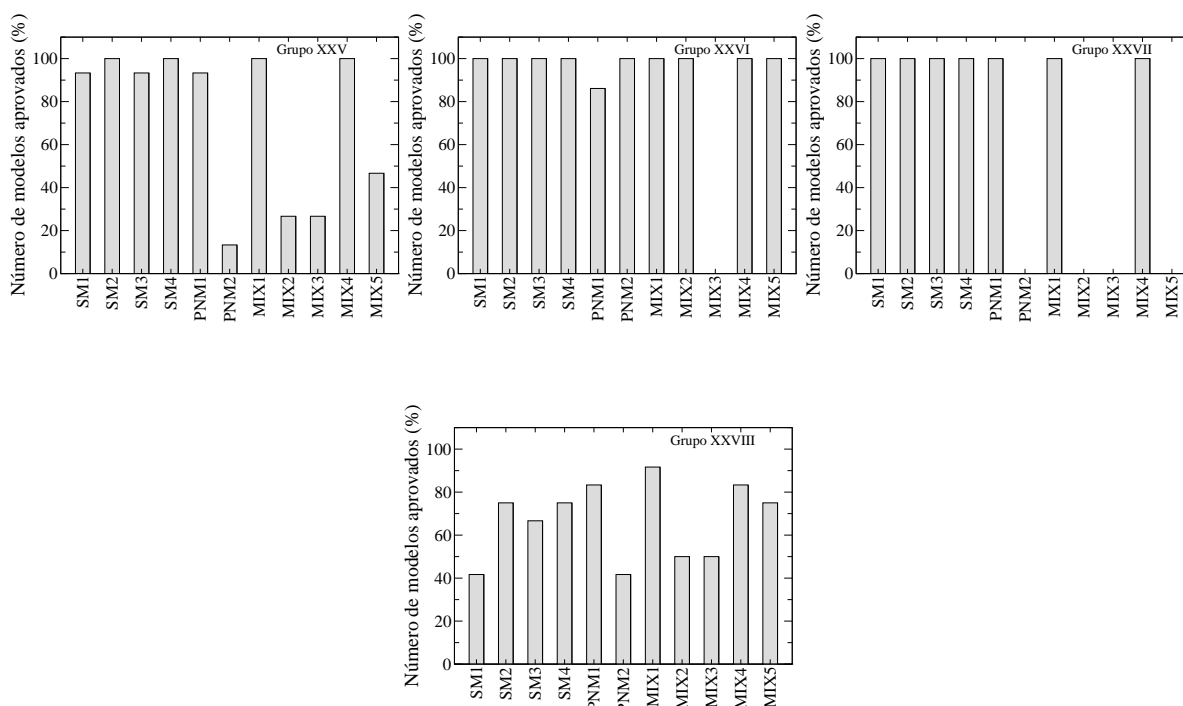 Número de modelos aprovados (%)
Grupo XXV
100
80
60
40
20
0
SM1
SM2
SM3
SM4
PNM1
PNM2
MIX1
MIX2
MIX3
MIX4
MIX5
Número de modelos aprovados (%)
Grupo XXVI
100
80
60
40
20
0
SM1
SM2
SM3
SM4
PNM1
PNM2
MIX1
MIX2
MIX3
MIX4
MIX5
Número de modelos aprovados (%)
Grupo XXVII
100
80
60
40
20
0
SM1
SM2
SM3
SM4
PNM1
PNM2
MIX1
MIX2
MIX3
MIX4
MIX5
Número de modelos aprovados (%)
Grupo XXVIII
100
80
60
40
20
0
SM1
SM2
SM3
SM4
PNM1
PNM2
MIX1
MIX2
MIX3
MIX4
MIX5